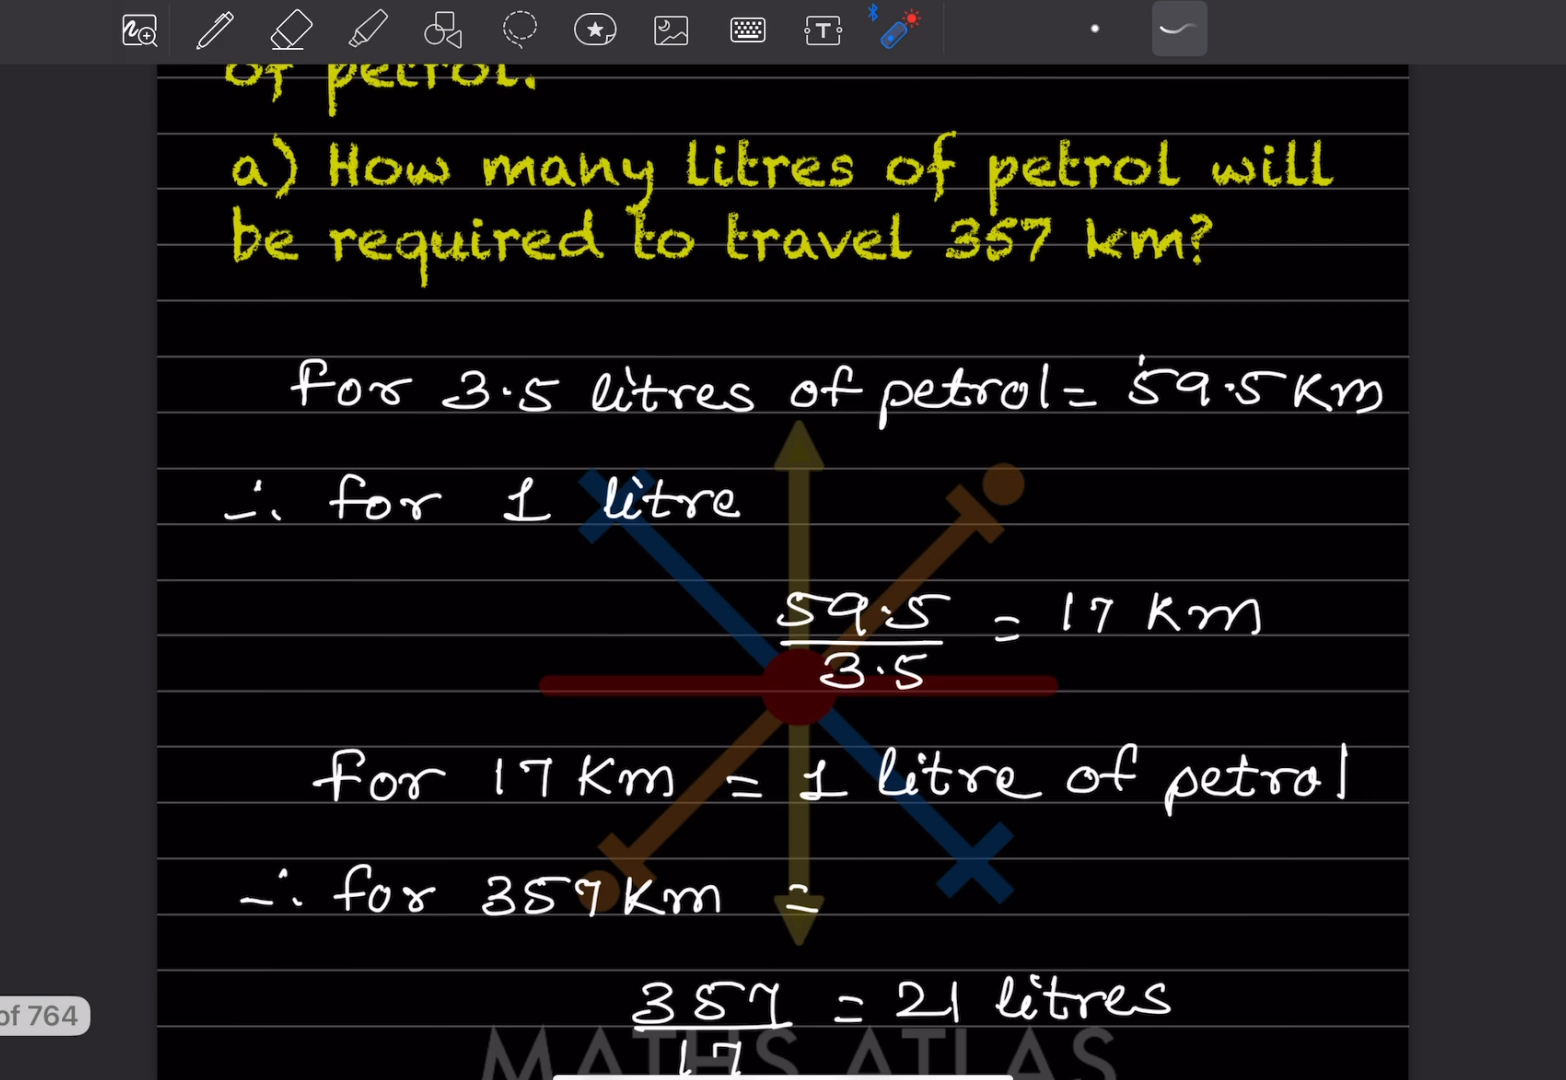 of petrol.
a) How many litres of petrol will
be required to travel 357 km?
for 3.5 litres of petrol = 59.5 Km
∴ for 1 litre
59.5
= 17 Km
3.5
for 17 Km = 1 litre of petrol
∴ for 357 Km =
357
= 21 litres
17
MATHS ATLAS
of 764